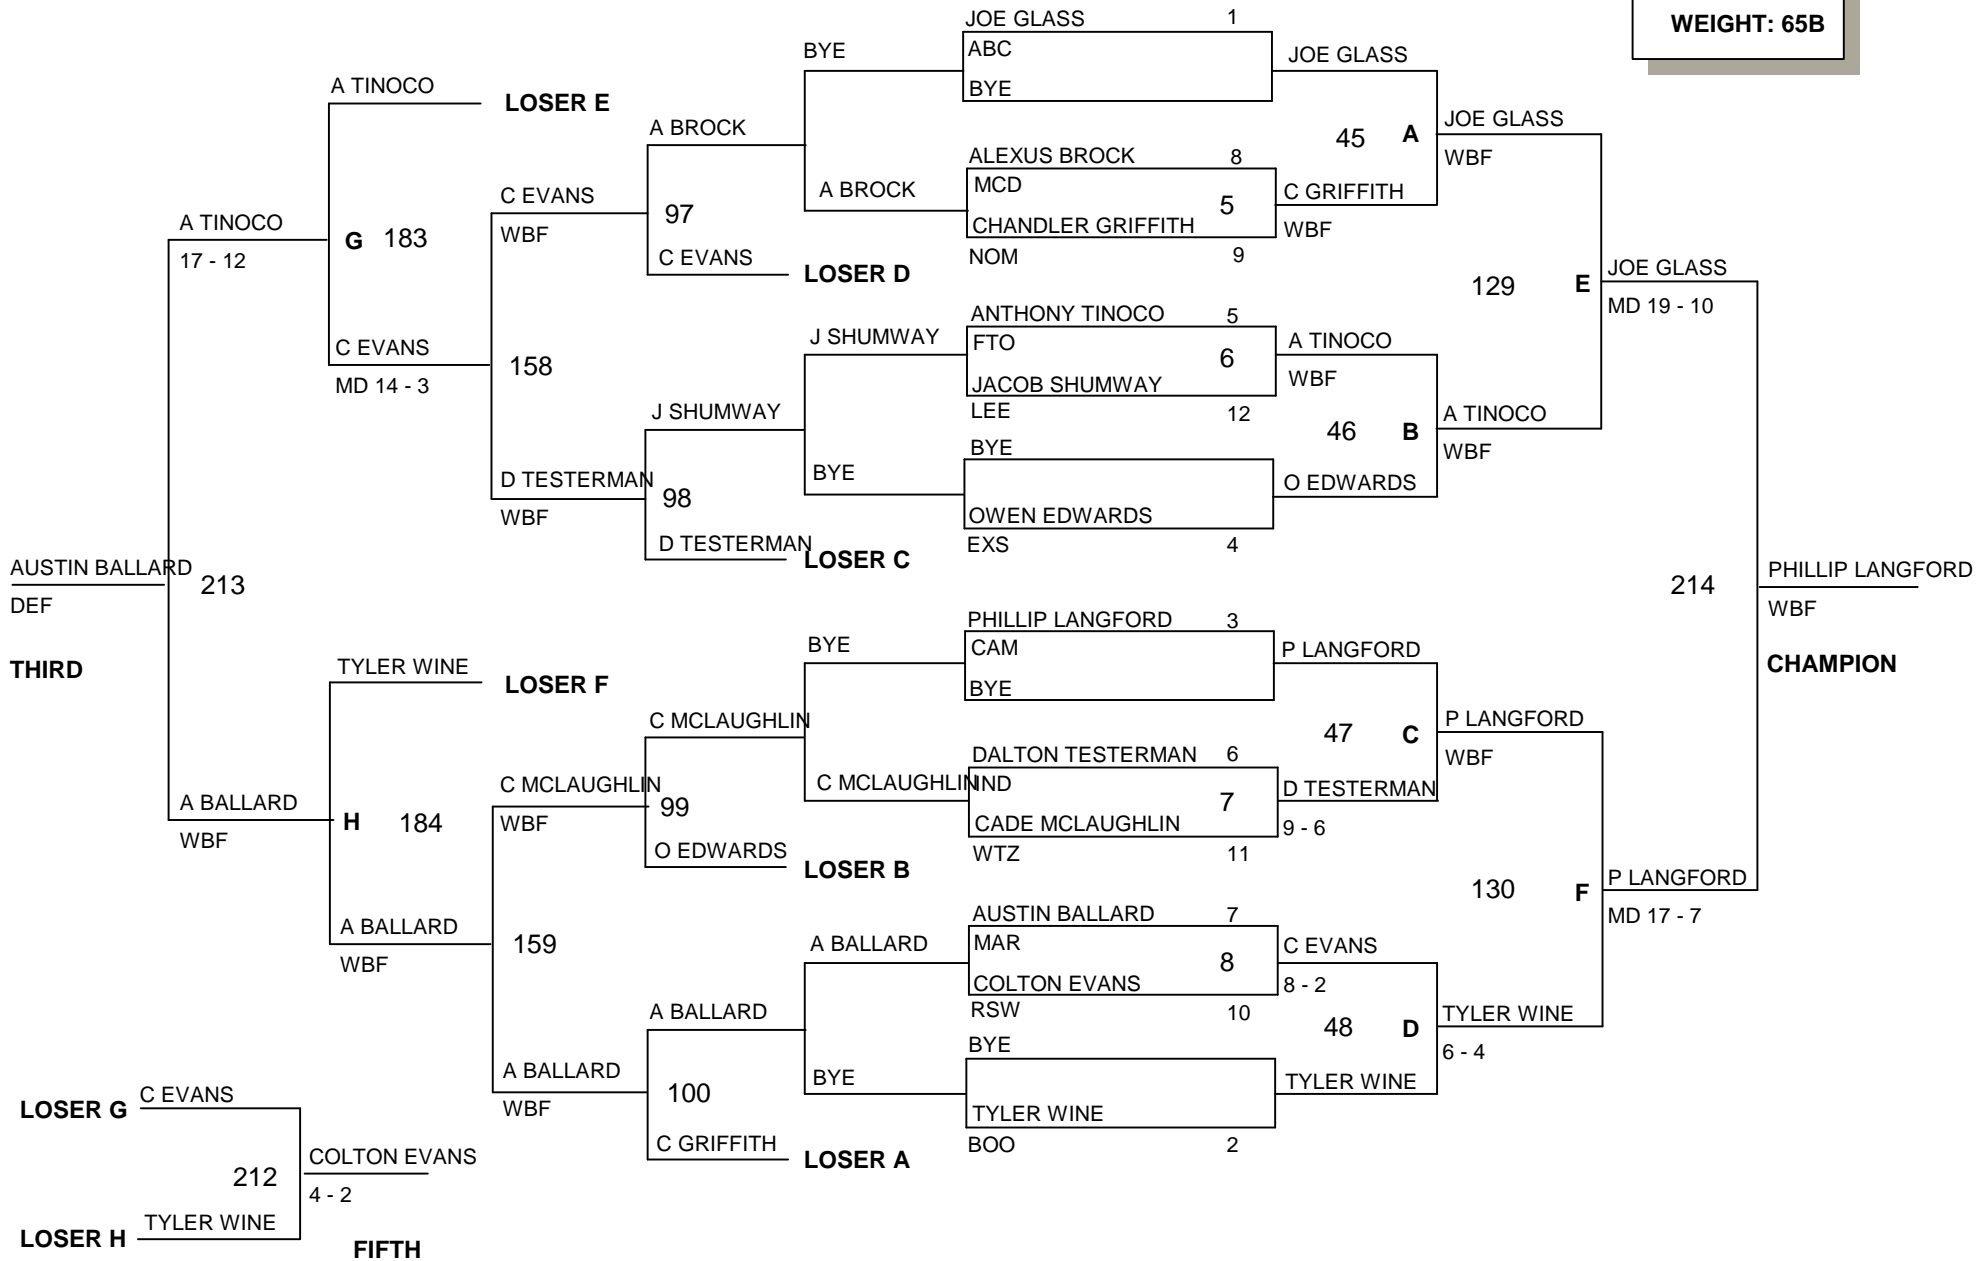 WEIGHT: 65B
JOE GLASS 1
ABC
BYE
BYE
JOE GLASS
A TINOCO
LOSER E
A BROCK
45 A
JOE GLASS
WBF
ALEXUS BROCK 8
MCD
CHANDLER GRIFFITH 5
NOM 9
A BROCK
C GRIFFITH
WBF
C EVANS
WBF
97
C EVANS
LOSER D
A TINOCO
17 - 12
G 183
129 E
JOE GLASS
MD 19 - 10
ANTHONY TINOCO 5
FTO
JACOB SHUMWAY 6
LEE 12
J SHUMWAY
A TINOCO
WBF
C EVANS
MD 14 - 3
158
J SHUMWAY
46 B
A TINOCO
WBF
BYE
BYE
OWEN EDWARDS
EXS 4
O EDWARDS
D TESTERMAN
WBF
98
D TESTERMAN
LOSER C
AUSTIN BALLARD
DEF
213
THIRD
214
PHILLIP LANGFORD
WBF
CHAMPION
PHILLIP LANGFORD 3
CAM
BYE
BYE
P LANGFORD
TYLER WINE
LOSER F
C MCLAUGHLIN
47 C
P LANGFORD
WBF
DALTON TESTERMAN 6
IND
CADE MCLAUGHLIN 7
WTZ 11
C MCLAUGHLIN
D TESTERMAN
9 - 6
C MCLAUGHLIN
WBF
99
O EDWARDS
LOSER B
A BALLARD
WBF
H 184
130 F
P LANGFORD
MD 17 - 7
AUSTIN BALLARD 7
MAR
COLTON EVANS 8
RSW 10
A BALLARD
C EVANS
8 - 2
A BALLARD
WBF
159
A BALLARD
48 D
TYLER WINE
6 - 4
BYE
BYE
TYLER WINE
BOO 2
TYLER WINE
A BALLARD
WBF
100
C GRIFFITH
LOSER A
LOSER G C EVANS
212
COLTON EVANS
4 - 2
LOSER H TYLER WINE
FIFTH